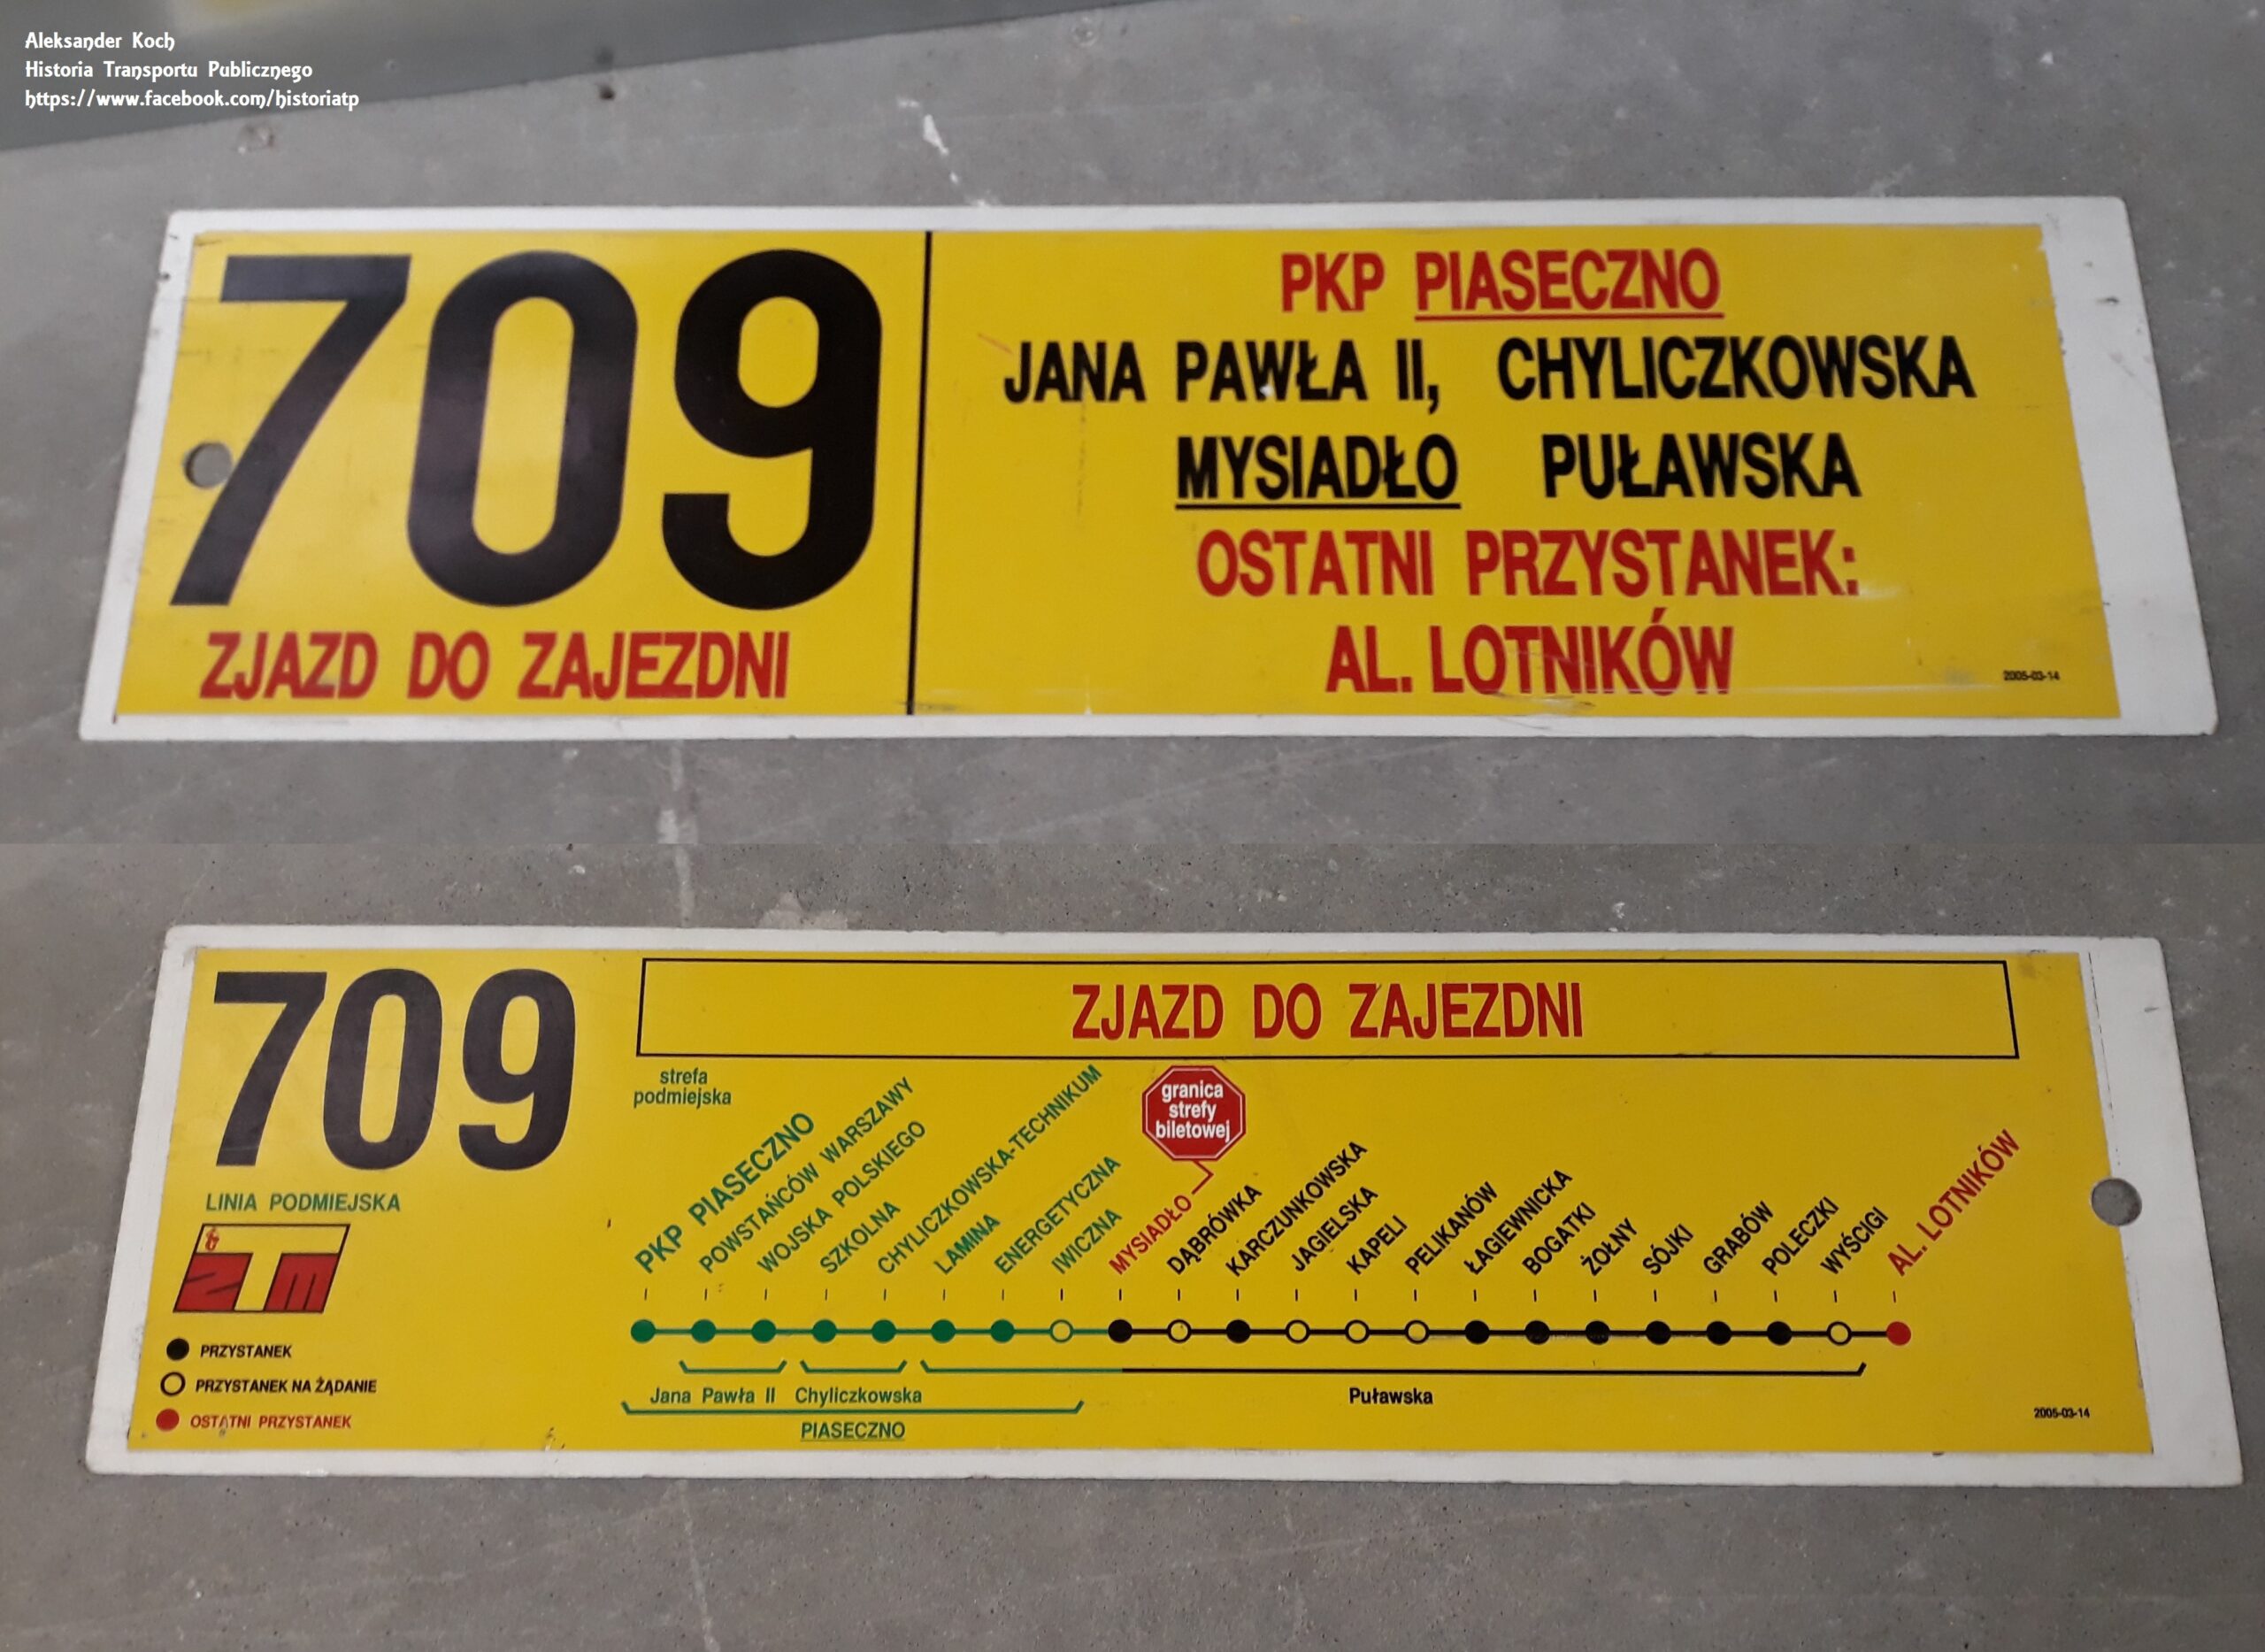 Aleksander Koch
Historia Transportu Publicznego
https://www.facebook.com/historiatp
709
ZJAZD DO ZAJEZDNI
PKP PIASECZNO
JANA PAWŁA II, CHYLICZKOWSKA
MYSIADŁO PUŁAWSKA
OSTATNI PRZYSTANEK:
AL. LOTNIKÓW
2005-03-14
709
LINIA PODMIEJSKA
ZTM
PRZYSTANEK
PRZYSTANEK NA ŻĄDANIE
OSTATNI PRZYSTANEK
ZJAZD DO ZAJEZDNI
strefa
podmiejska
granica
strefy
biletowej
PKP PIASECZNO
POWSTAŃCÓW WARSZAWY
WOJSKA POLSKIEGO
SZKOLNA
CHYLICZKOWSKA-TECHNIKUM
LAMINA
ENERGETYCZNA
IWICZNA
MYSIADŁO
DĄBRÓWKA
KARCZUNKOWSKA
JAGIELSKA
KAPELI
PELIKANÓW
ŁAGIEWNICKA
BOGATKI
ŻOŁNY
SÓJKI
GRABÓW
POLECZKI
WYŚCIGI
AL. LOTNIKÓW
Jana Pawła II
Chyliczkowska
Puławska
PIASECZNO
2005-03-14